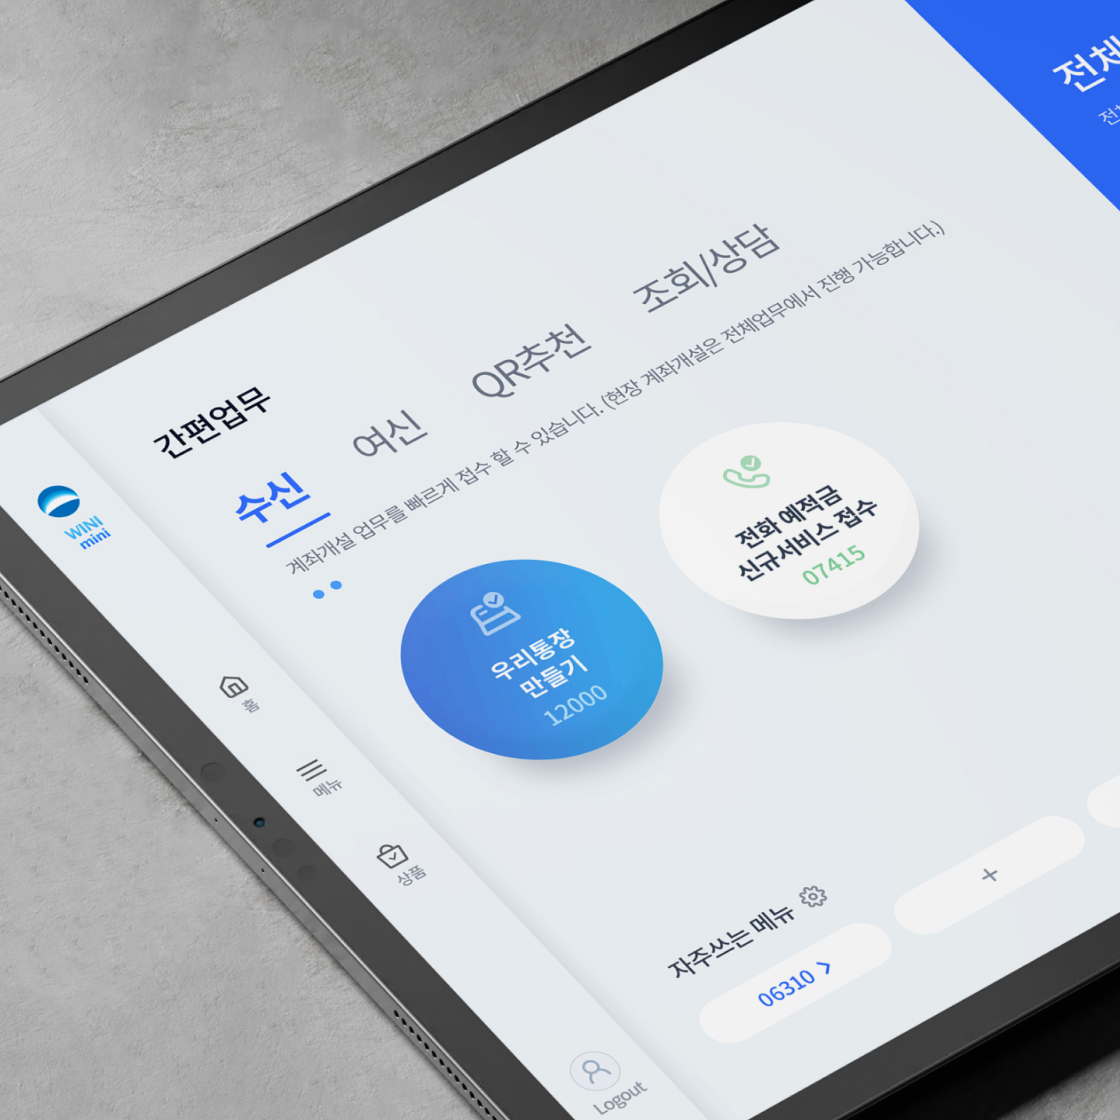 WINI
mini
홈
메뉴
상품
Logout
간편업무
수신 여신 QR추천 조회/상담
계좌개설 업무를 빠르게 접수 할 수 있습니다. (현장 계좌개설은 전체업무에서 진행 가능합니다.)
우리통장
만들기
12000
전화 예적금
신규서비스 접수
07415
자주쓰는 메뉴
06310 >
+
전체